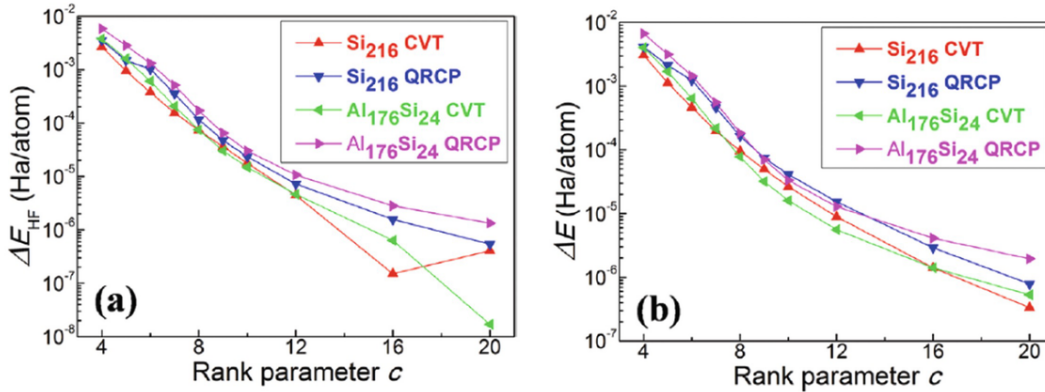 10⁻²
10⁻³
10⁻⁴
10⁻⁵
10⁻⁶
10⁻⁷
10⁻⁸
ΔE_HF (Ha/atom)
Si₂₁₆ CVT
Si₂₁₆ QRCP
Al₁₇₆Si₂₄ CVT
Al₁₇₆Si₂₄ QRCP
(a)
4 8 12 16 20
Rank parameter c
10⁻²
10⁻³
10⁻⁴
10⁻⁵
10⁻⁶
10⁻⁷
ΔE (Ha/atom)
Si₂₁₆ CVT
Si₂₁₆ QRCP
Al₁₇₆Si₂₄ CVT
Al₁₇₆Si₂₄ QRCP
(b)
4 8 12 16 20
Rank parameter c